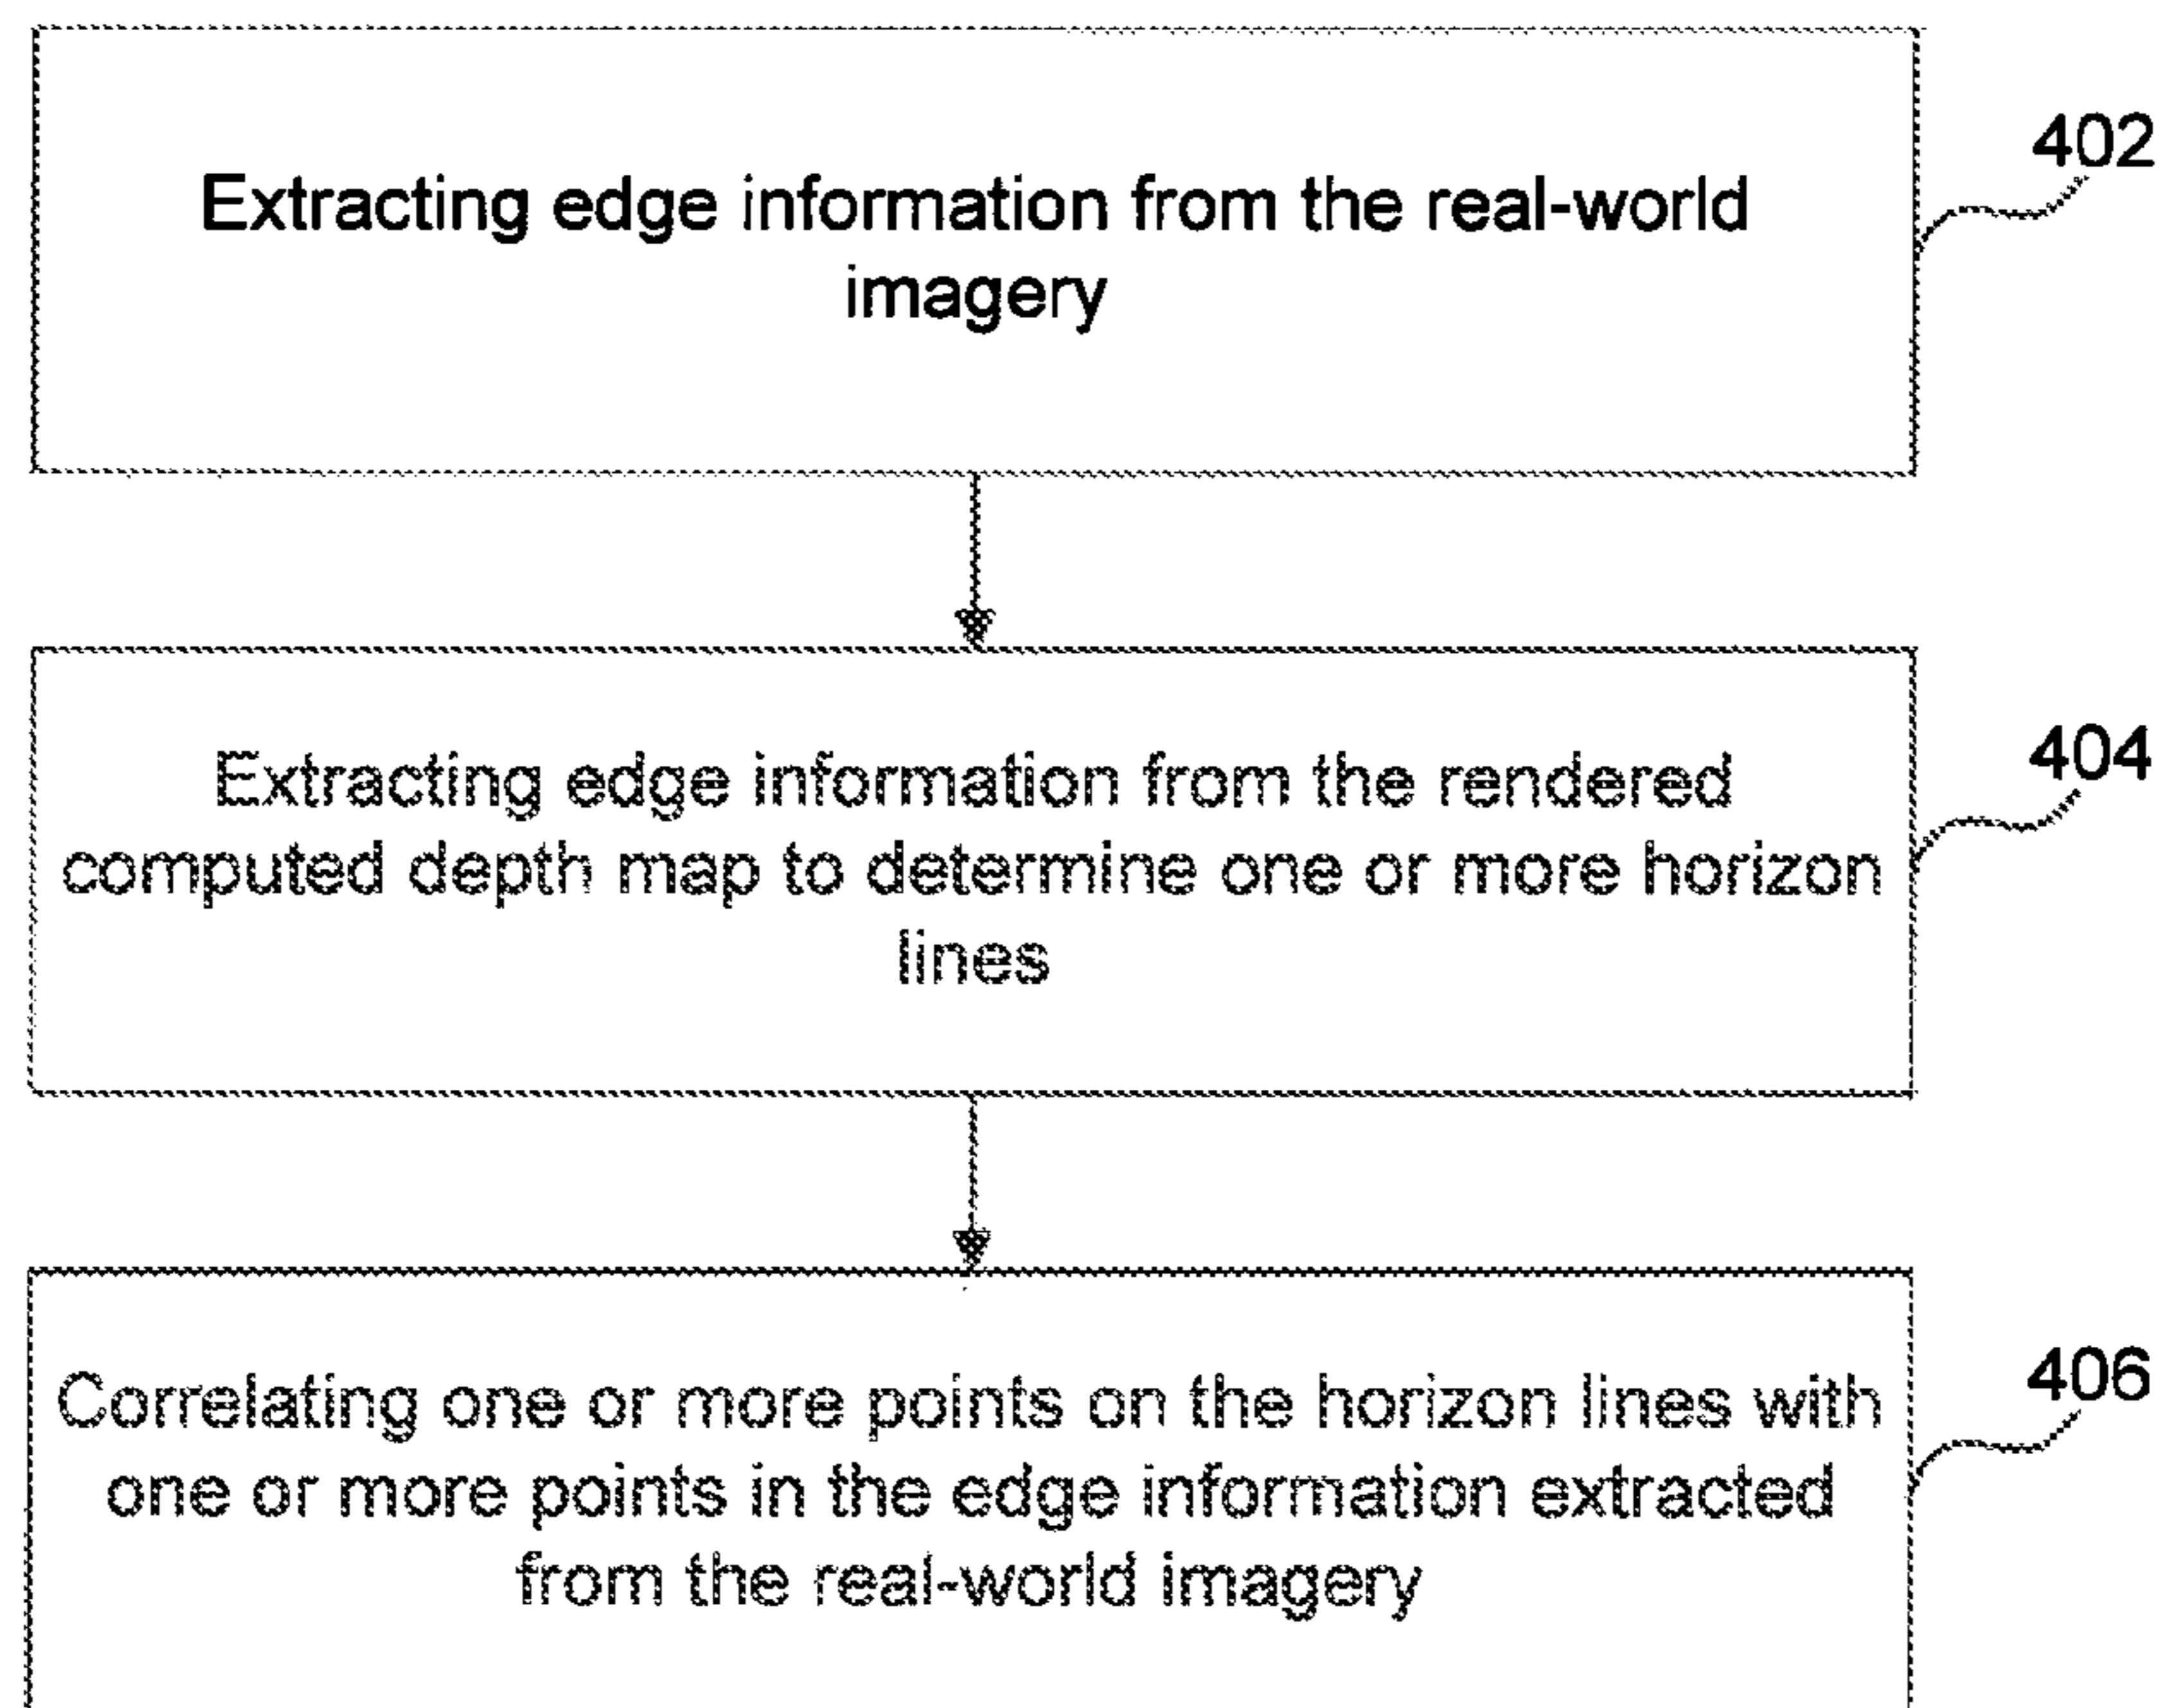 Extracting edge information from the real-world
imagery
402
Extracting edge information from the rendered
computed depth map to determine one or more horizon
lines
404
Correlating one or more points on the horizon lines with
one or more points in the edge information extracted
from the real-world imagery
406